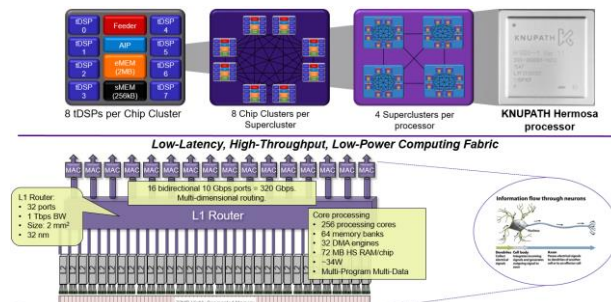 tDSP 0
tDSP 1
tDSP 2
tDSP 3
Feeder
AIP
eMEM (2MB)
sMEM (256kB)
tDSP 4
tDSP 5
tDSP 6
tDSP 7
KNUPATH
8 tDSPs per Chip Cluster
8 Chip Clusters per Supercluster
4 Superclusters per processor
KNUPATH Hermosa processor
Low-Latency, High-Throughput, Low-Power Computing Fabric
MAC MAC MAC MAC MAC MAC MAC MAC MAC MAC MAC MAC MAC MAC MAC MAC
16 bidirectional 10 Gbps ports = 320 Gbps.
Multi-dimensional routing.
L1 Router:
• 32 ports
• 1 Tbps BW
• Size: 2 mm²
• 32 nm
L1 Router
Core processing
• 256 processing cores
• 64 memory banks
• 32 DMA engines
• 72 MB HS RAM/chip
• ~34W
• Multi-Program Multi-Data
Information flow through neurons